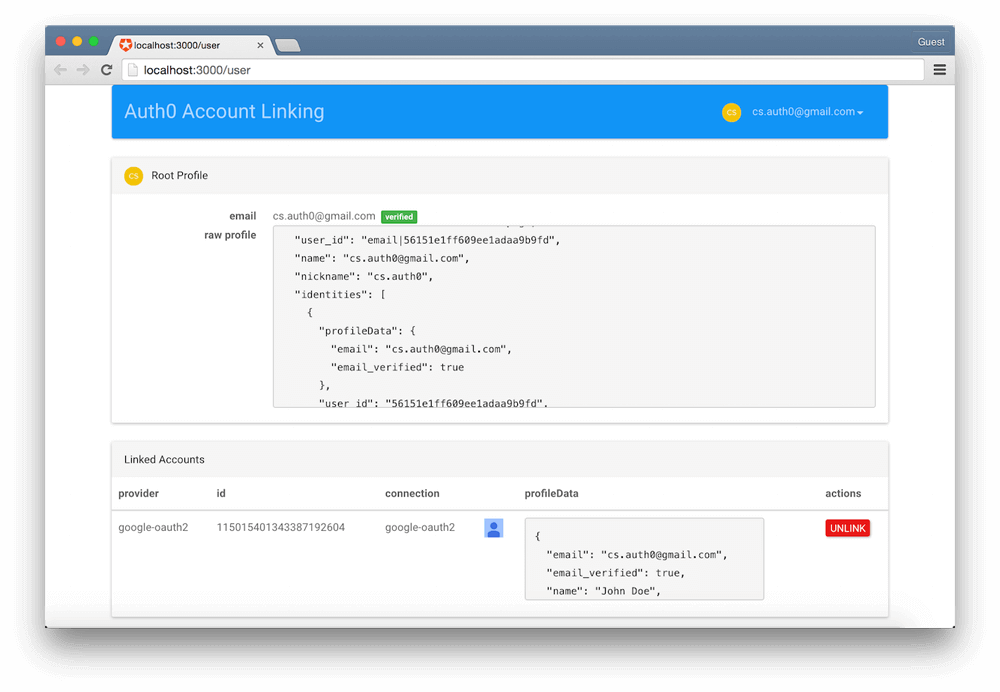 localhost:3000/user
Guest
localhost:3000/user
Auth0 Account Linking
CS cs.auth0@gmail.com
CS Root Profile
email cs.auth0@gmail.com verified
raw profile
"user_id": "email|56151e1ff609ee1adaa9b9fd",
"name": "cs.auth0@gmail.com",
"nickname": "cs.auth0",
"identities": [
{
"profileData": {
"email": "cs.auth0@gmail.com",
"email_verified": true
},
"user_id": "56151e1ff609ee1adaa9b9fd",
Linked Accounts
provider id connection profileData actions
google-oauth2 115015401343387192604 google-oauth2 UNLINK
{
"email": "cs.auth0@gmail.com",
"email_verified": true,
"name": "John Doe",